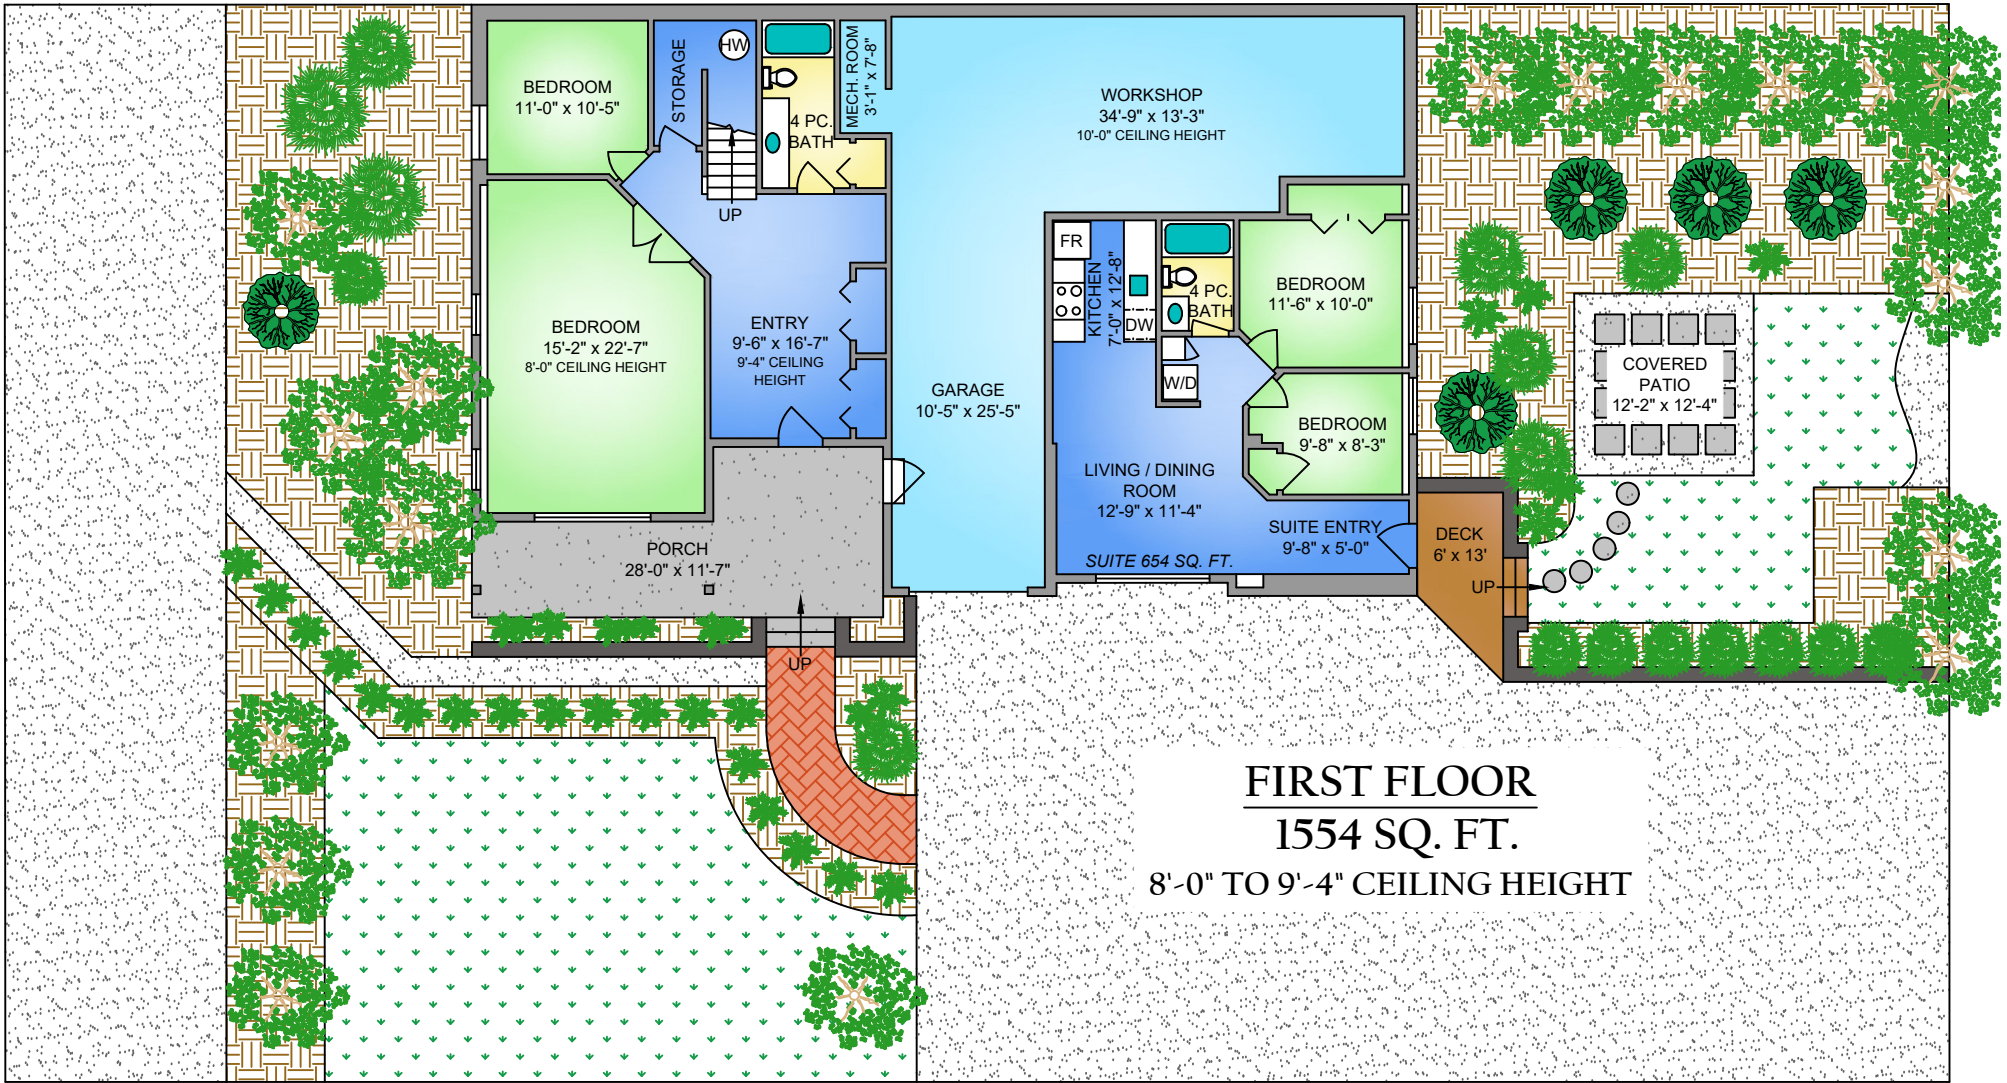 BEDROOM
11'-0" x 10'-5"
STORAGE
HW
4 PC.
BATH
MECH. ROOM
3'-1" x 7'-8"
WORKSHOP
34'-9" x 13'-3"
10'-0" CEILING HEIGHT
UP
BEDROOM
15'-2" x 22'-7"
8'-0" CEILING HEIGHT
ENTRY
9'-6" x 16'-7"
9'-4" CEILING
HEIGHT
GARAGE
10'-5" x 25'-5"
FR
KITCHEN
7'-0" x 12'-8"
DW
4 PC.
BATH
W/D
BEDROOM
11'-6" x 10'-0"
BEDROOM
9'-8" x 8'-3"
LIVING / DINING
ROOM
12'-9" x 11'-4"
SUITE ENTRY
9'-8" x 5'-0"
SUITE 654 SQ. FT.
DECK
6' x 13'
UP
COVERED
PATIO
12'-2" x 12'-4"
PORCH
28'-0" x 11'-7"
UP
FIRST FLOOR
1554 SQ. FT.
8'-0" TO 9'-4" CEILING HEIGHT